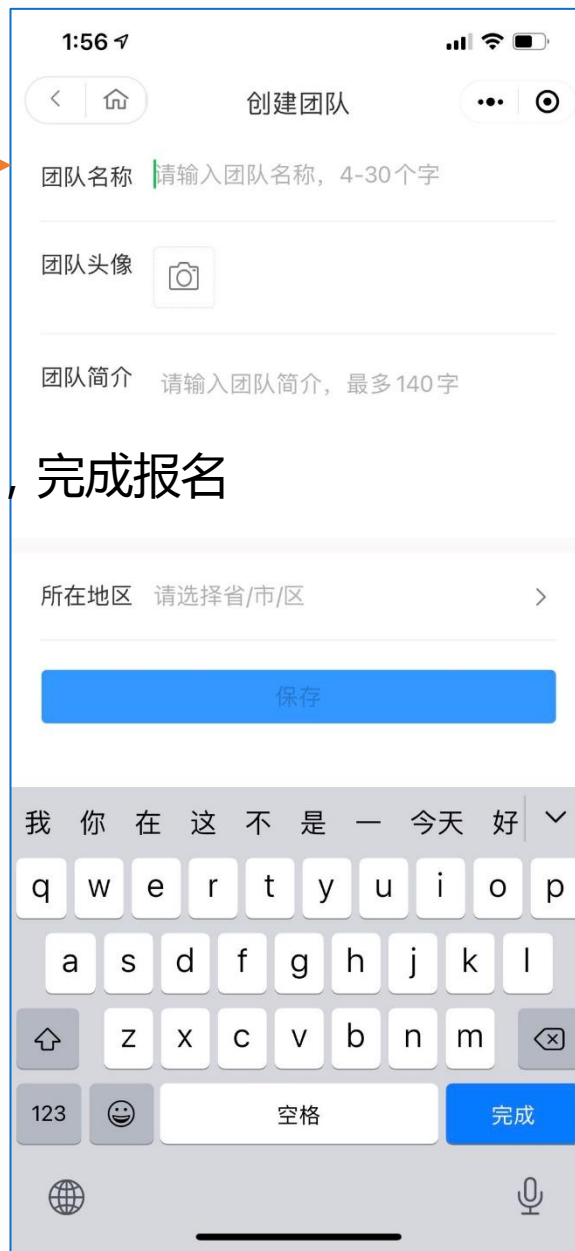 1:56
创建团队
团队名称 请输入团队名称，4-30个字
团队头像
团队简介 请输入团队简介，最多140字
，完成报名
所在地区 请选择省/市/区
保存
我 你 在 这 不 是 一 今天 好
q w e r t y u i o p
a s d f g h j k l
z x c v b n m
123 空格 完成